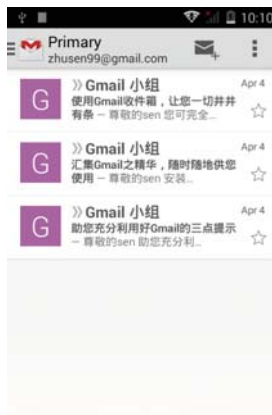 10:10
Primary
zhusen99@gmail.com
G
》Gmail 小组
Apr 4
使用Gmail收件箱，让您一切井井
有条 – 尊敬的sen 您可完全...
G
》Gmail 小组
Apr 4
汇集Gmail之精华，随时随地供您
使用 – 尊敬的sen 安装...
G
》Gmail 小组
Apr 4
助您充分利用好Gmail的三点提示
– 尊敬的sen 您可充分利...